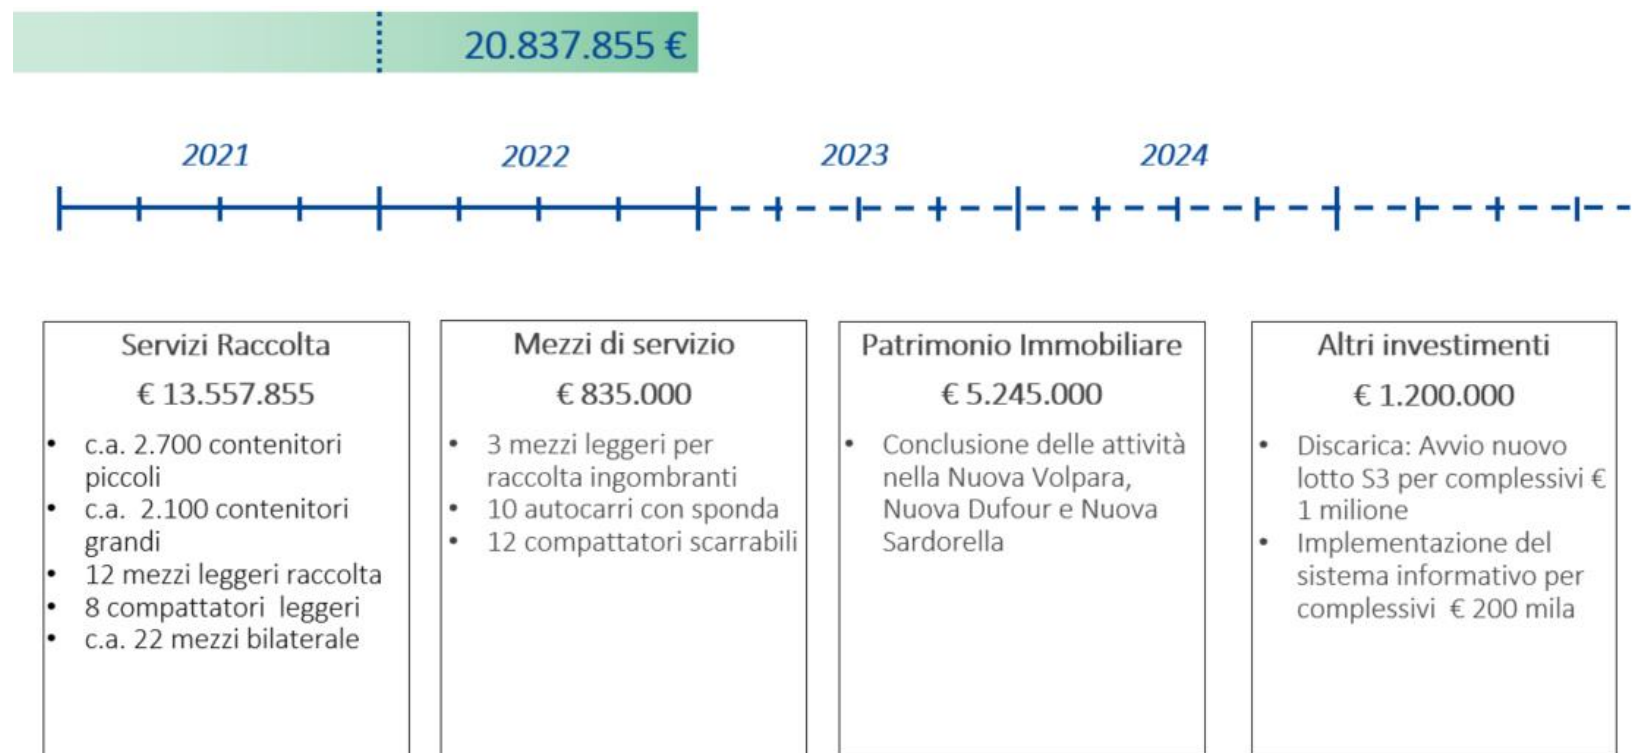 20.837.855 €
2021
2022
2023
2024
Servizi Raccolta
€ 13.557.855
• c.a. 2.700 contenitori
piccoli
• c.a. 2.100 contenitori
grandi
• 12 mezzi leggeri raccolta
• 8 compattatori leggeri
• c.a. 22 mezzi bilaterale
Mezzi di servizio
€ 835.000
• 3 mezzi leggeri per
raccolta ingombranti
• 10 autocarri con sponda
• 12 compattatori scarrabili
Patrimonio Immobiliare
€ 5.245.000
• Conclusione delle attività
nella Nuova Volpara,
Nuova Dufour e Nuova
Sardorella
Altri investimenti
€ 1.200.000
• Discarica: Avvio nuovo
lotto S3 per complessivi €
1 milione
• Implementazione del
sistema informativo per
complessivi € 200 mila